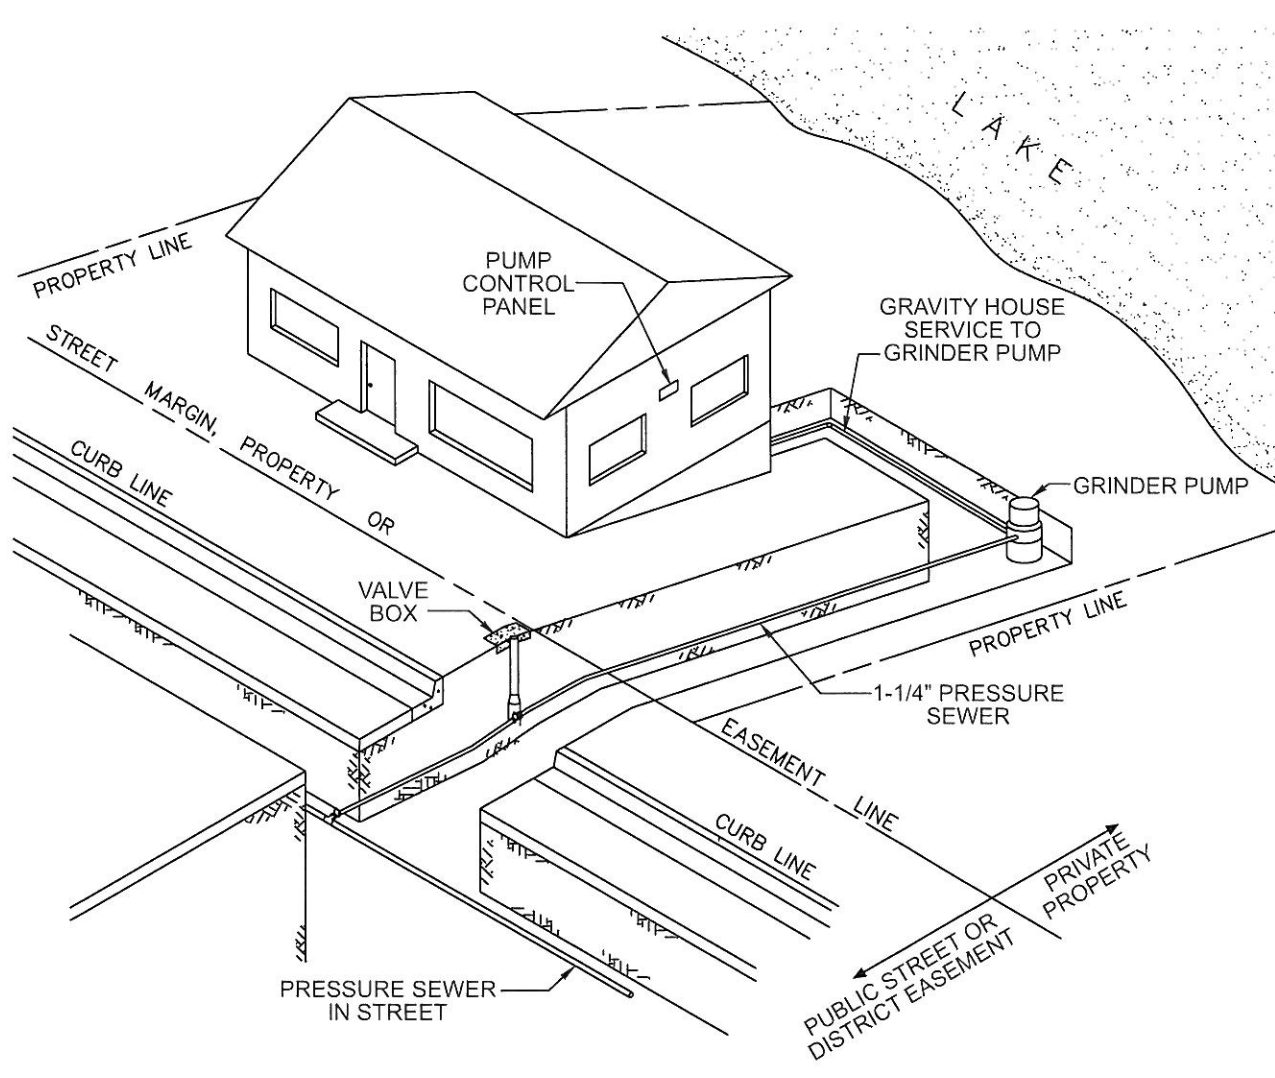 LAKE
PROPERTY LINE
PUMP
CONTROL
PANEL
GRAVITY HOUSE
SERVICE TO
GRINDER PUMP
STREET MARGIN, PROPERTY OR
EASEMENT LINE
CURB LINE
GRINDER PUMP
VALVE
BOX
PROPERTY LINE
1-1/4" PRESSURE
SEWER
CURB LINE
PRIVATE
PROPERTY
PUBLIC STREET OR
DISTRICT EASEMENT
PRESSURE SEWER
IN STREET